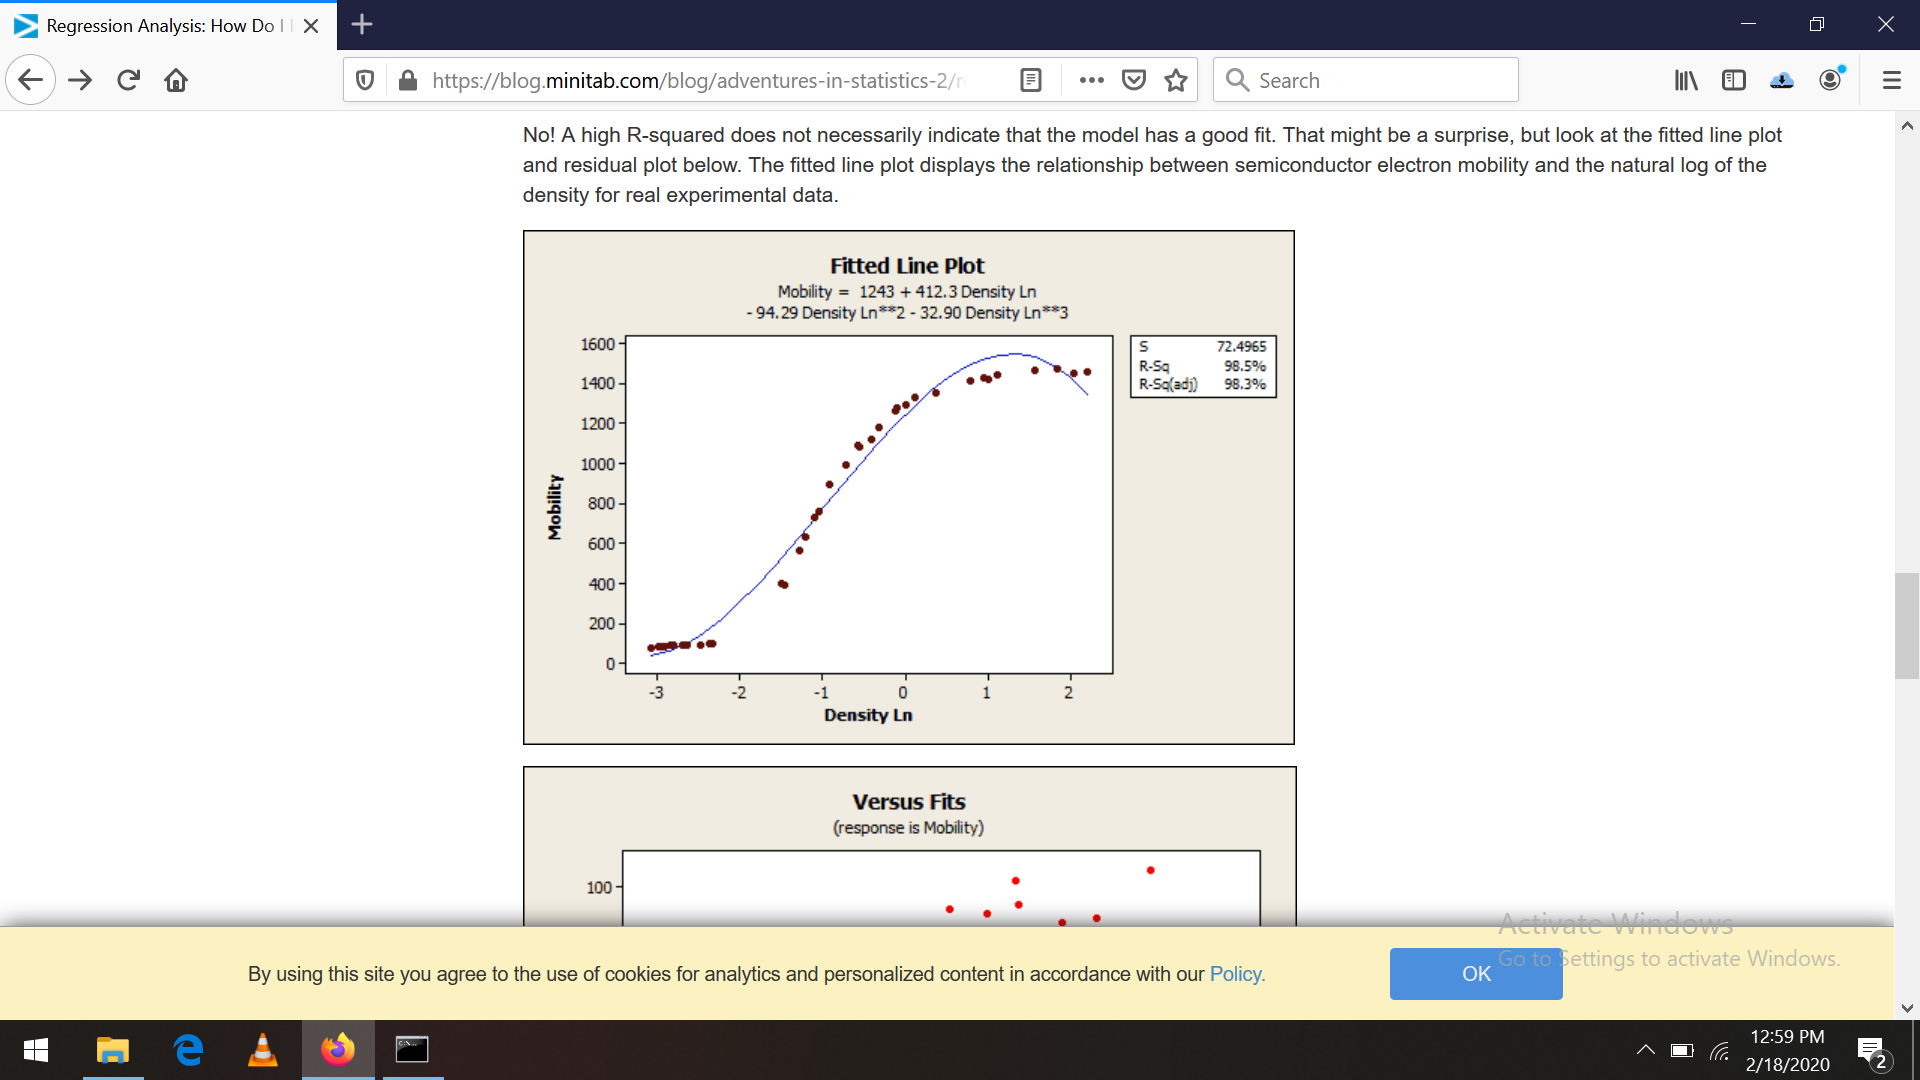 Regression Analysis: How Do I
https://blog.minitab.com/blog/adventures-in-statistics-2/
Search
No! A high R-squared does not necessarily indicate that the model has a good fit. That might be a surprise, but look at the fitted line plot
and residual plot below. The fitted line plot displays the relationship between semiconductor electron mobility and the natural log of the
density for real experimental data.
Fitted Line Plot
Mobility = 1243 + 412.3 Density Ln
- 94.29 Density Ln**2 - 32.90 Density Ln**3
S 72.4965
R-Sq 98.5%
R-Sq(adj) 98.3%
1600
1400
1200
1000
800
600
400
200
0
Mobility
-3 -2 -1 0 1 2
Density Ln
Versus Fits
(response is Mobility)
100
Activate Windows
Go to Settings to activate Windows.
By using this site you agree to the use of cookies for analytics and personalized content in accordance with our Policy.
OK
12:59 PM
2/18/2020
2